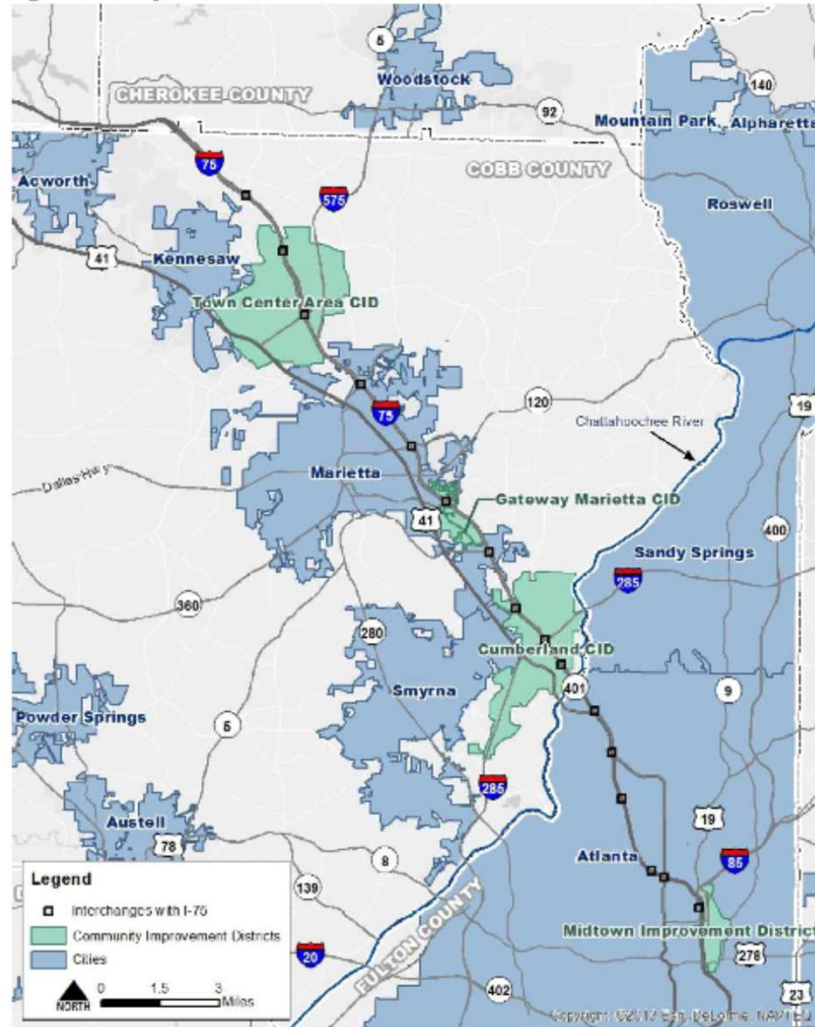 5
Woodstock
CHEROKEE COUNTY
140
92
Mountain Park
Alpharetta
75
COBB COUNTY
Acworth
575
Roswell
Kennesaw
41
Town Center Area CID
19
75
120
Chattahoochee River
Marietta
Dallas Hwy
Gateway Marietta CID
41
400
Sandy Springs
285
360
280
Cumberland CID
Smyrna
401
9
Powder Springs
5
285
19
Austell
78
Atlanta
85
8
Legend
Interchanges with I-75
Community Improvement Districts
Cities
NORTH
0 1.5 3
Miles
139
20
FULTON COUNTY
402
Midtown Improvement District
278
23